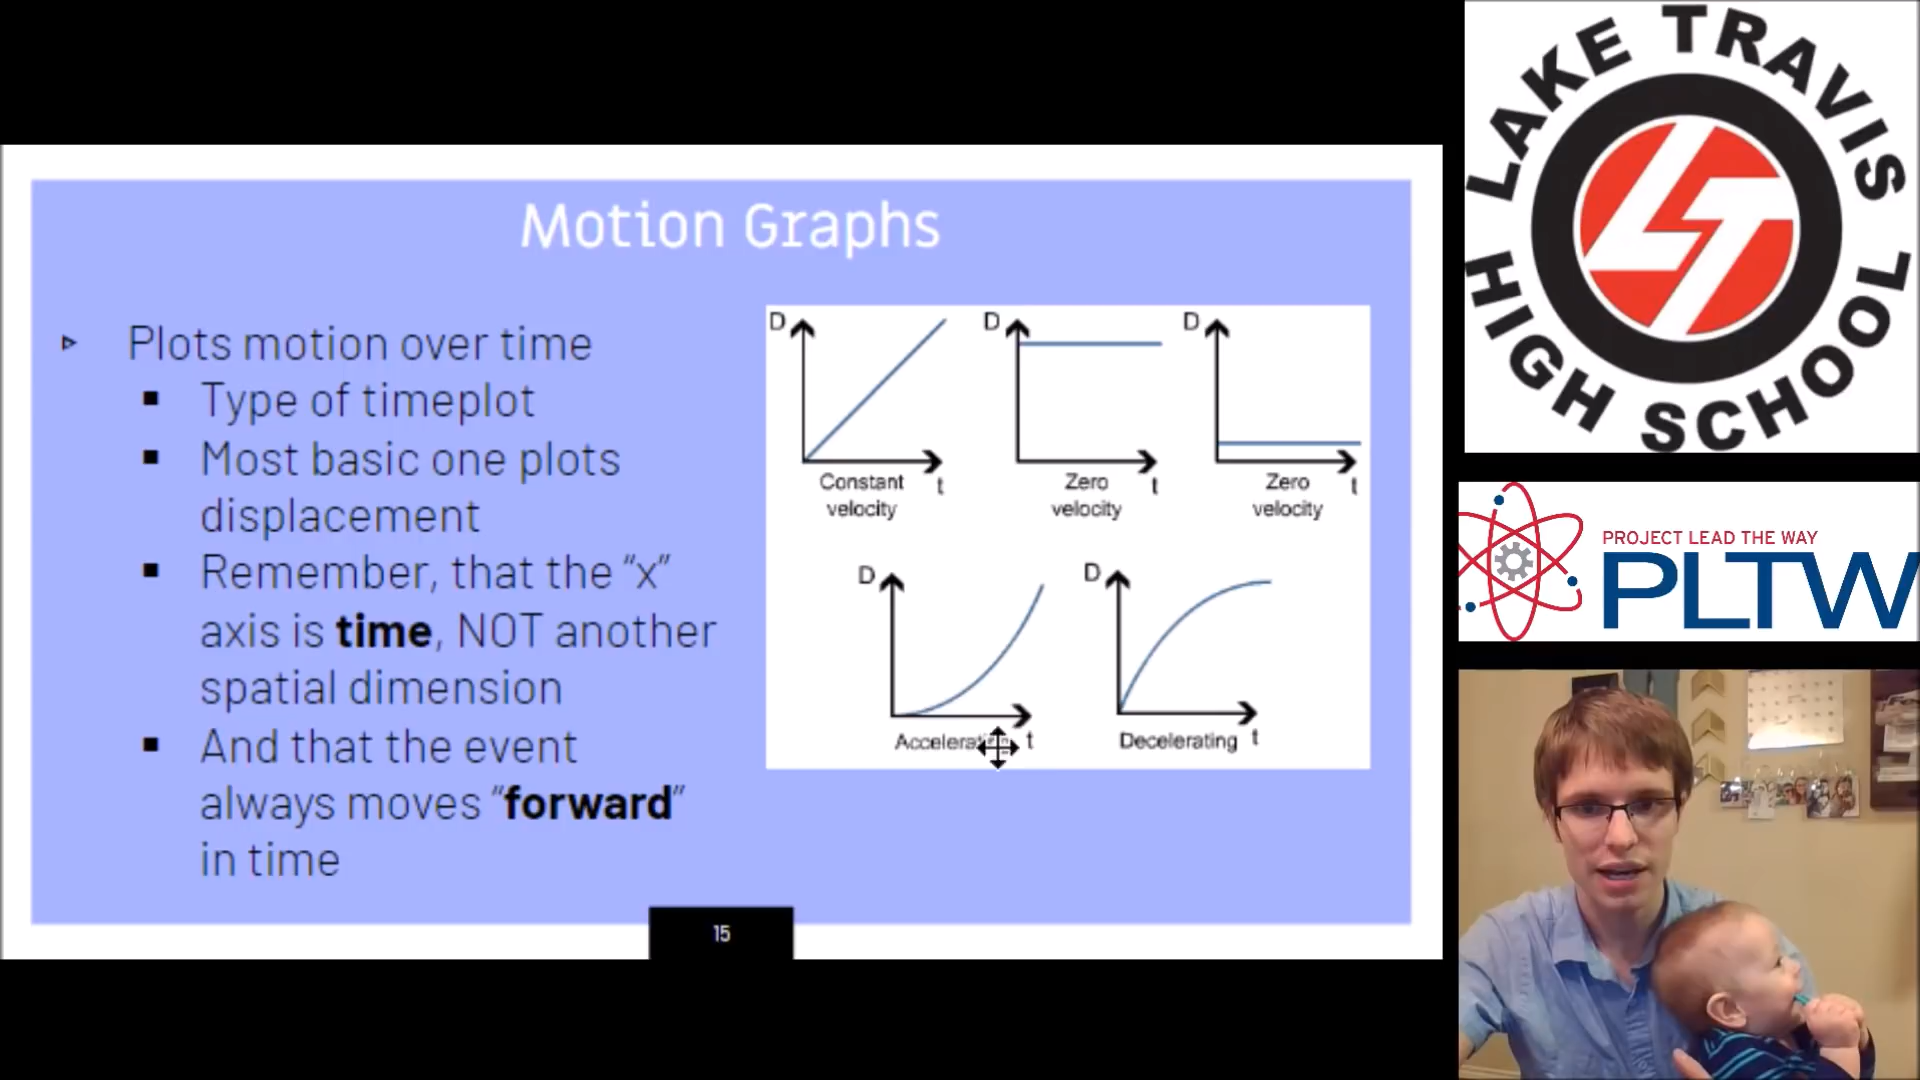 Motion Graphs
▹ Plots motion over time
▪ Type of timeplot
▪ Most basic one plots
displacement
▪ Remember, that the “x”
axis is time, NOT another
spatial dimension
▪ And that the event
always moves “forward”
in time
D
t
Constant
velocity
D
t
Zero
velocity
D
t
Zero
velocity
D
t
D
t
Decelerating
15
LAKE TRAVIS
HIGH SCHOOL
LT
PROJECT LEAD THE WAY
PLTW